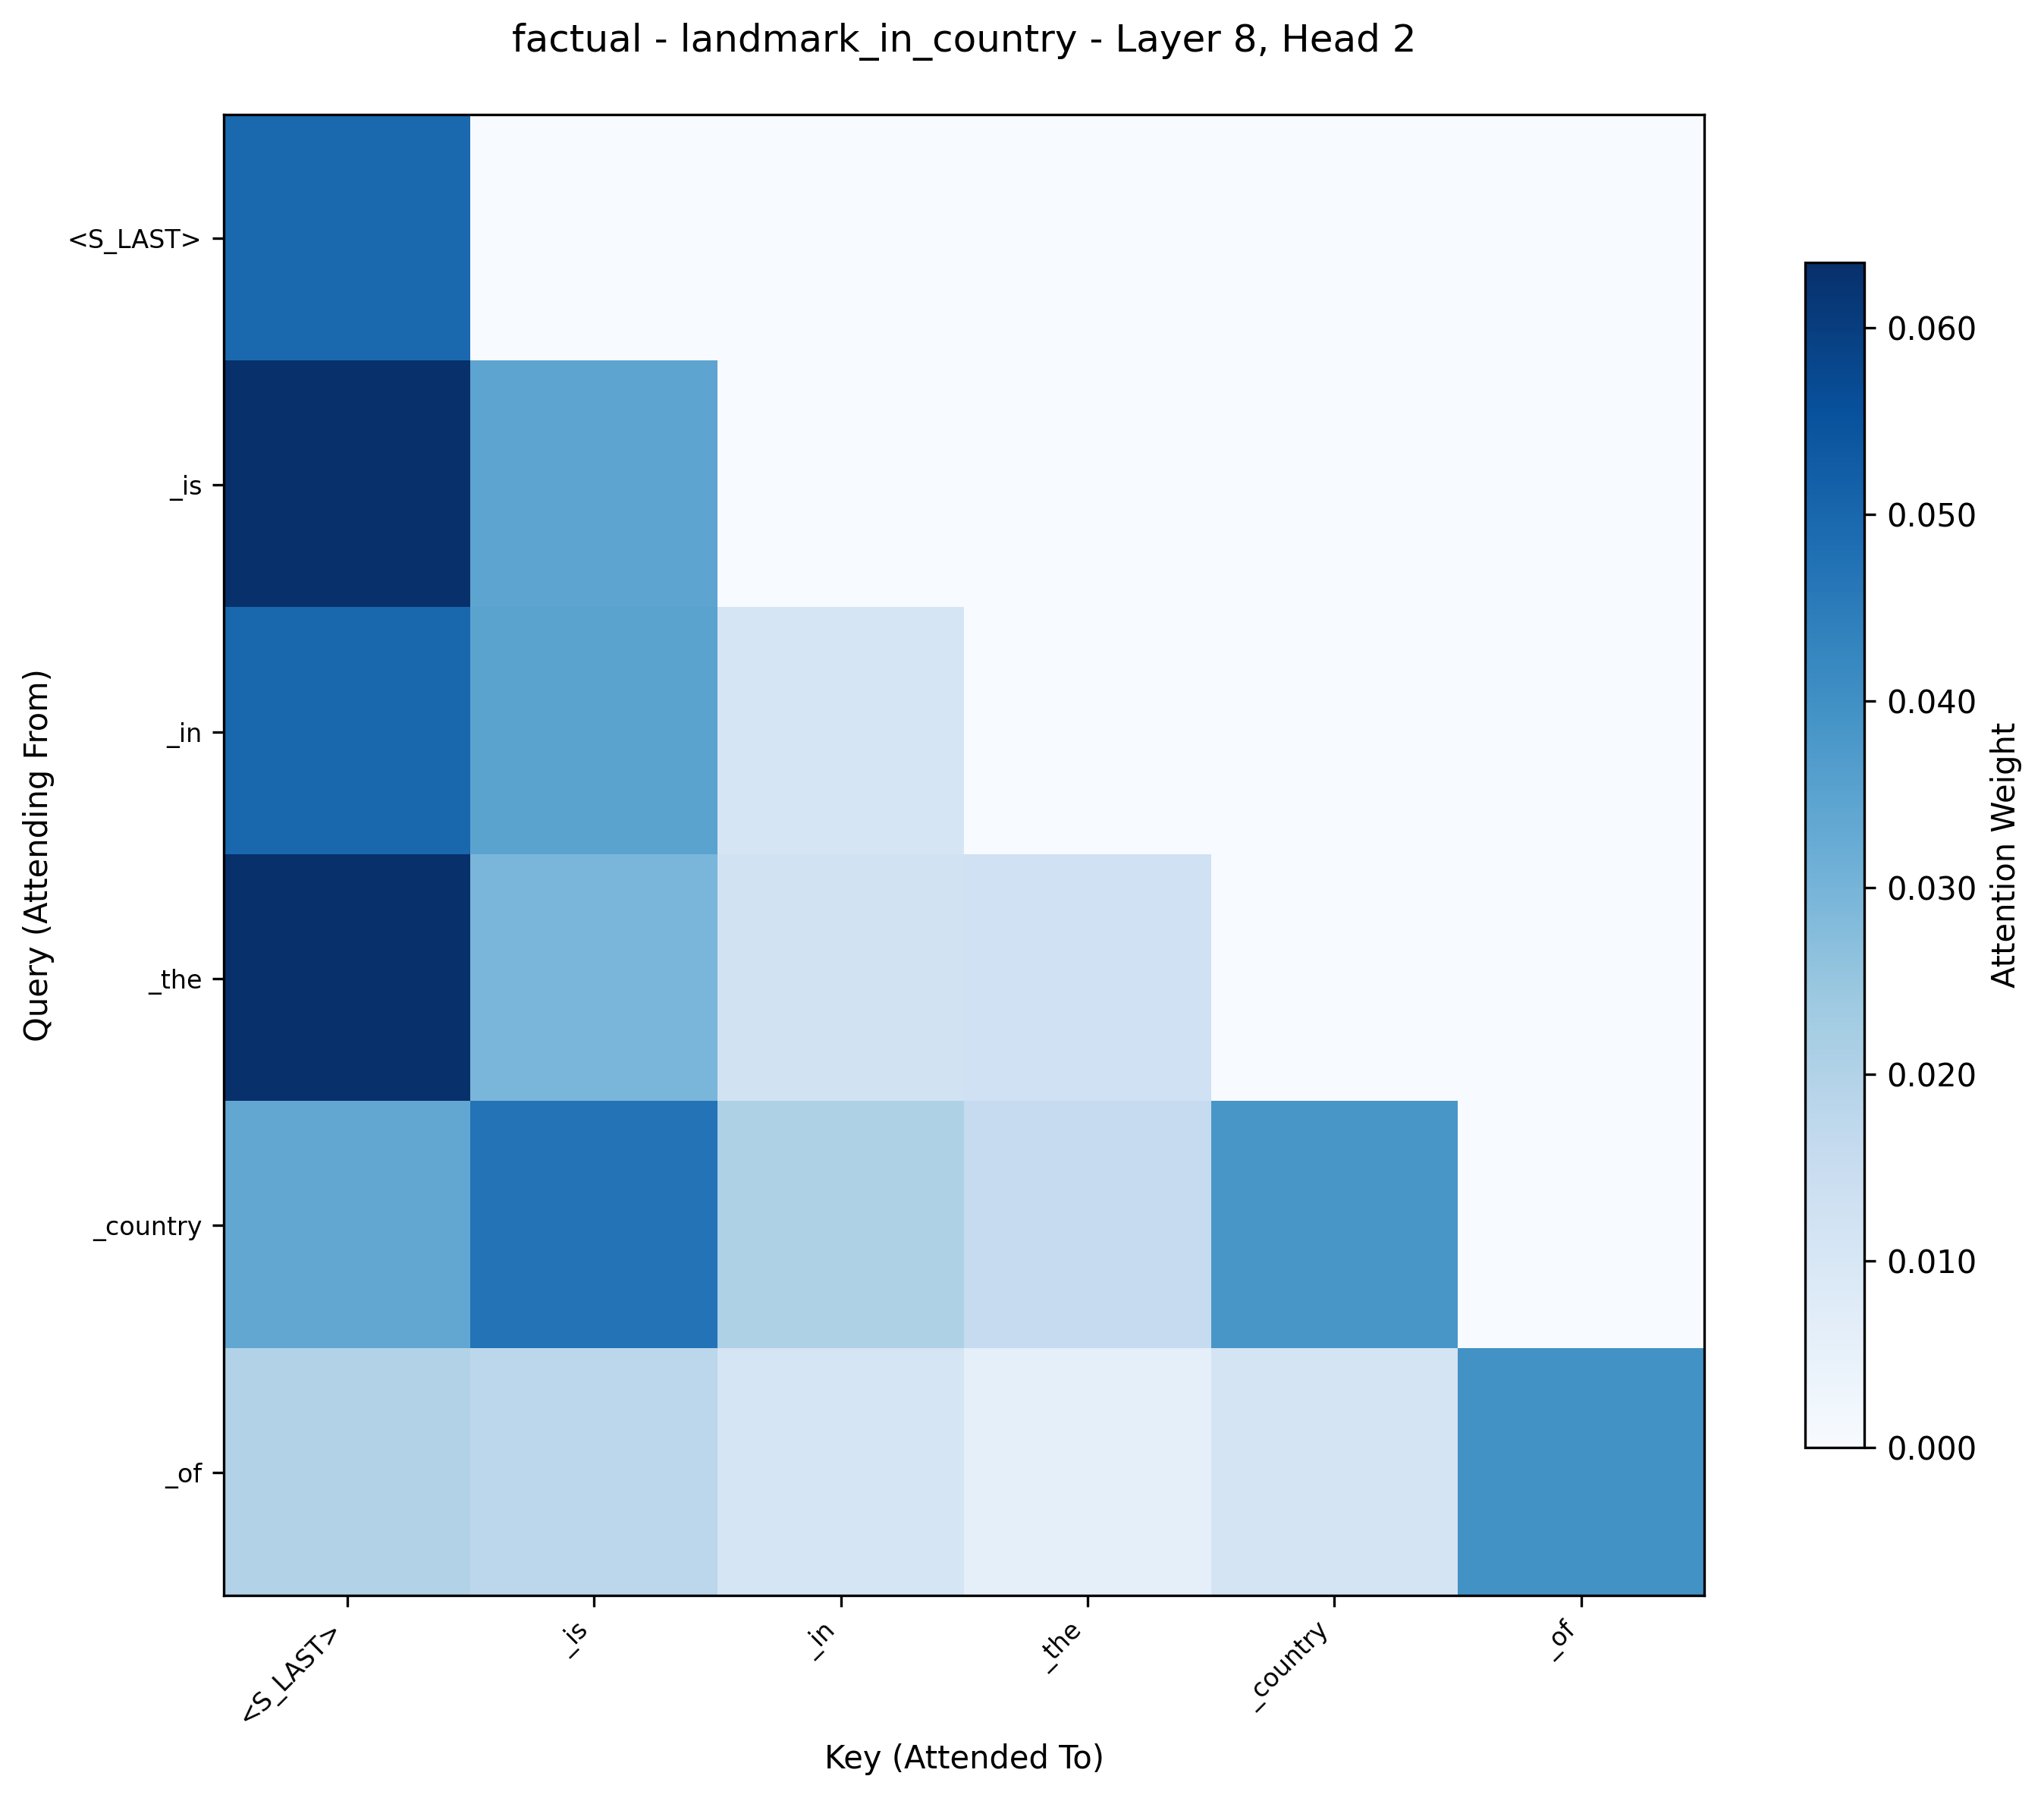 factual - landmark_in_country - Layer 8, Head 2
Query (Attending From)
<S_LAST>
_is
_in
_the
_country
_of
<S_LAST>
_is
_in
_the
_country
_of
Key (Attended To)
0.060
0.050
0.040
0.030
0.020
0.010
0.000
Attention Weight